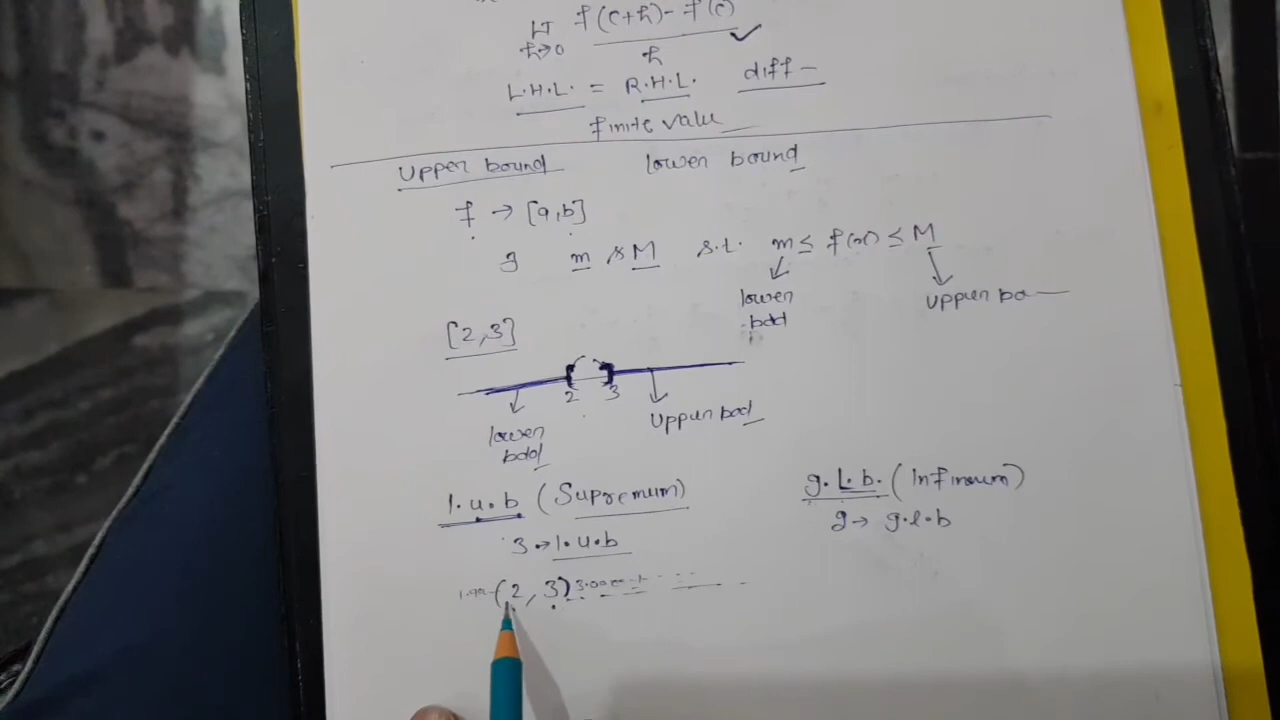 Lt f(c+h) - f(c)
h→0 h
L.H.L. = R.H.L. diff -
finite value
Upper bound lower bound
f → [a,b]
m & M s.t. m ≤ f(x) ≤ M
lower bdd
Upper bo
[2,3]
2 3
lower bdd
Upper bdd
l.u.b (Supremum) g.L.b. (Infimum)
3 → l.u.b 2 → g.l.b
(2, 3)